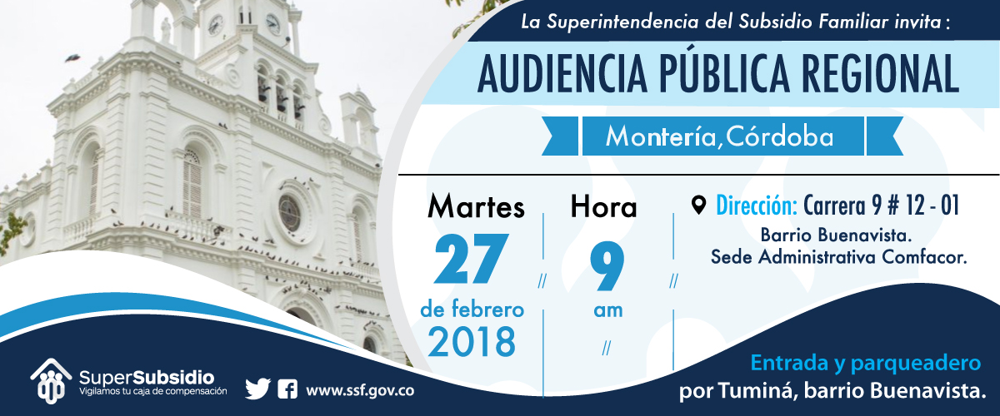 La Superintendencia del Subsidio Familiar invita:
AUDIENCIA PÚBLICA REGIONAL
Montería,Córdoba
Martes
27
de febrero
2018
Hora
9
am
Dirección: Carrera 9 # 12 - 01
Barrio Buenavista.
Sede Administrativa Comfacor.
Entrada y parqueadero
por Tuminá, barrio Buenavista.
SuperSubsidio
Vigilamos tu caja de compensación
www.ssf.gov.co